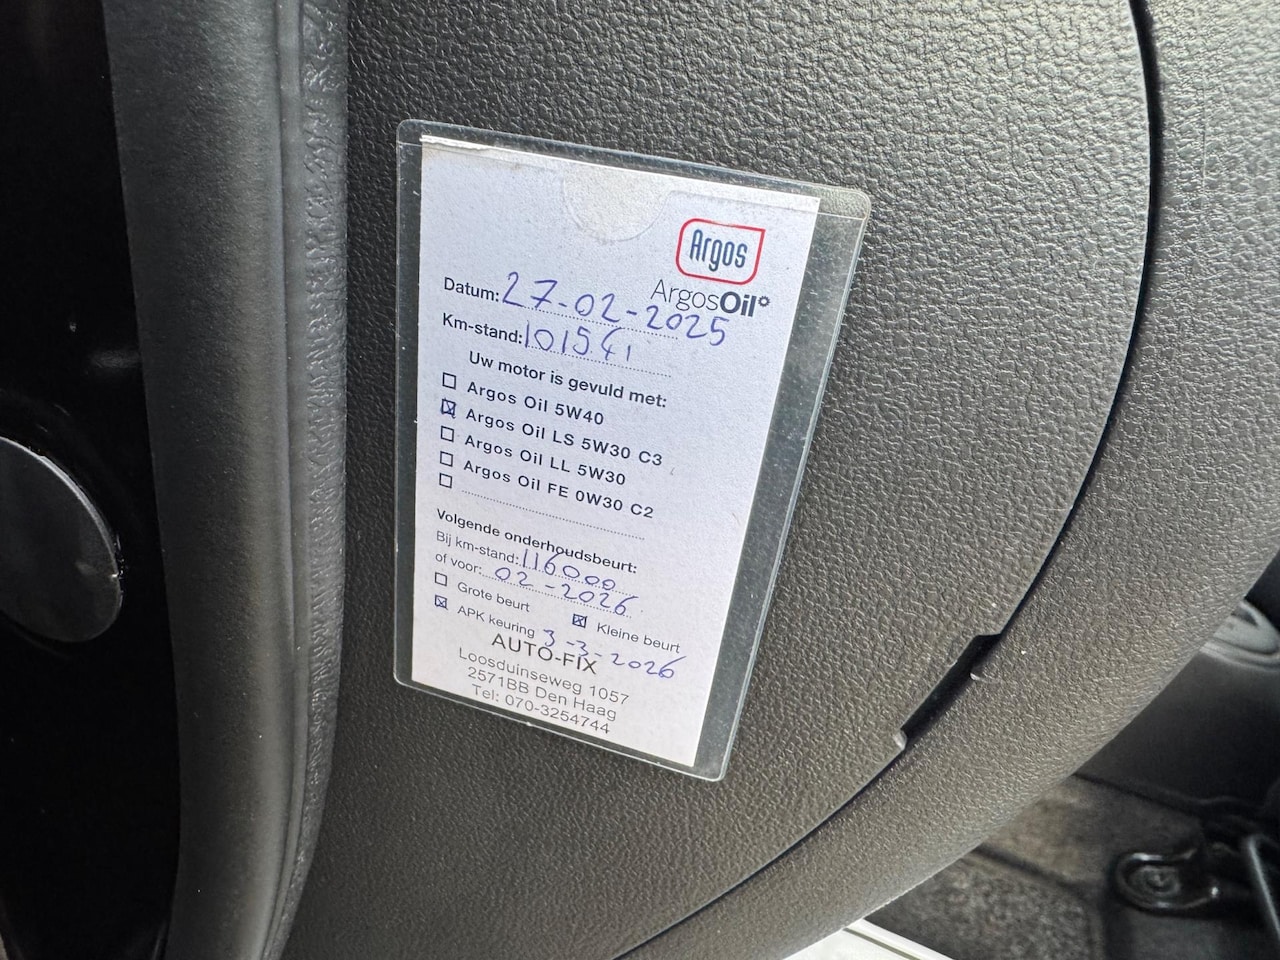 Argos
ArgosOil
Datum: 27-02-2025
Km-stand: 101541
Uw motor is gevuld met:
☐ Argos Oil 5W40
☒ Argos Oil LS 5W30 C3
☐ Argos Oil LL 5W30
☐ Argos Oil FE 0W30 C2
☐
Volgende onderhoudsbeurt:
Bij km-stand: 116000
of voor: 02-2026
☐ Grote beurt ☒ Kleine beurt
☒ APK keuring 3-3-2026
AUTO-FIX
Loosduinseweg 1057
2571BB Den Haag
Tel: 070-3254744